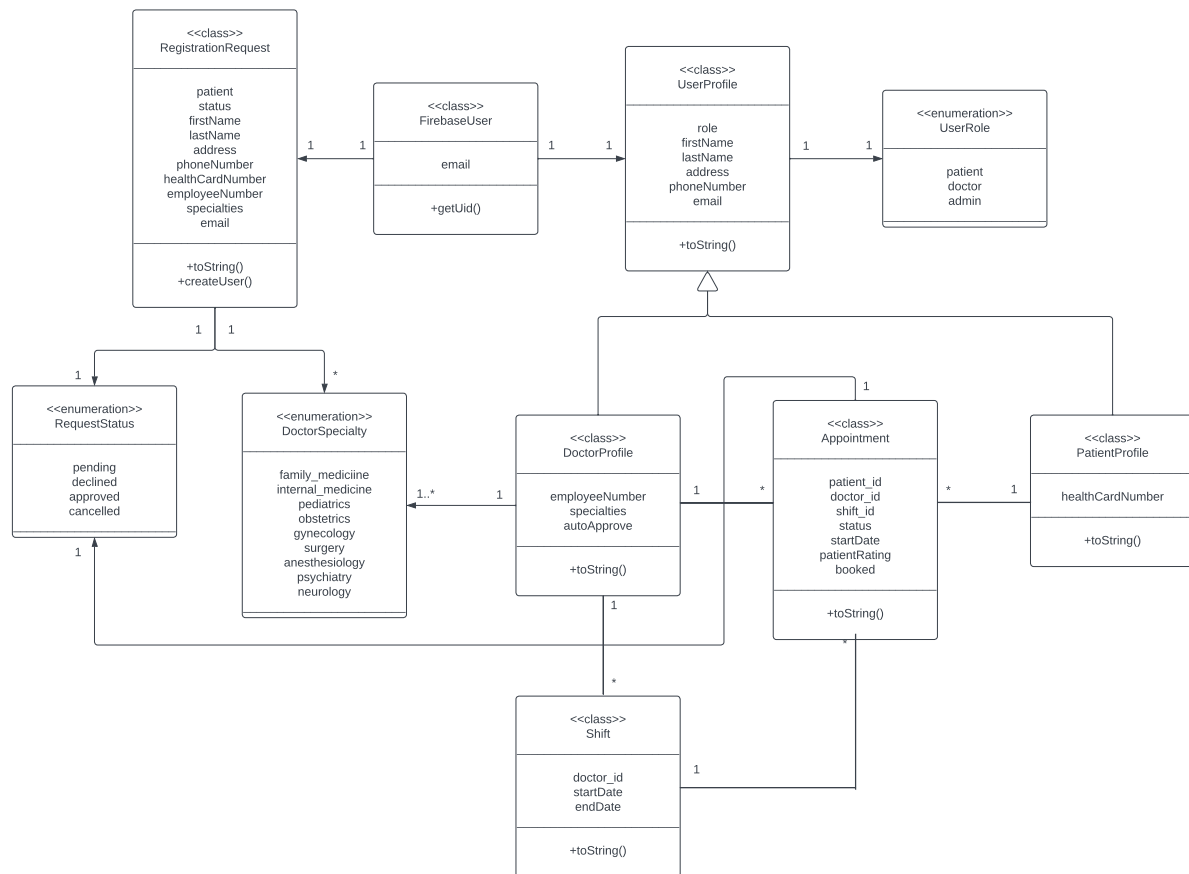 <<class>>
RegistrationRequest
patient
status
firstName
lastName
address
phoneNumber
healthCardNumber
employeeNumber
specialties
email
+toString()
+createUser()
1
1
<<class>>
FirebaseUser
email
+getUid()
1
1
<<class>>
UserProfile
role
firstName
lastName
address
phoneNumber
email
+toString()
1
1
<<enumeration>>
UserRole
patient
doctor
admin
1
1
1
*
<<enumeration>>
RequestStatus
pending
declined
approved
cancelled
1
<<enumeration>>
DoctorSpecialty
family_mediciine
internal_medicine
pediatrics
obstetrics
gynecology
surgery
anesthesiology
psychiatry
neurology
1..*
1
<<class>>
DoctorProfile
employeeNumber
specialties
autoApprove
+toString()
1
*
1
<<class>>
Appointment
patient_id
doctor_id
shift_id
status
startDate
patientRating
booked
+toString()
*
*
1
<<class>>
PatientProfile
healthCardNumber
+toString()
1
*
<<class>>
Shift
doctor_id
startDate
endDate
+toString()
1